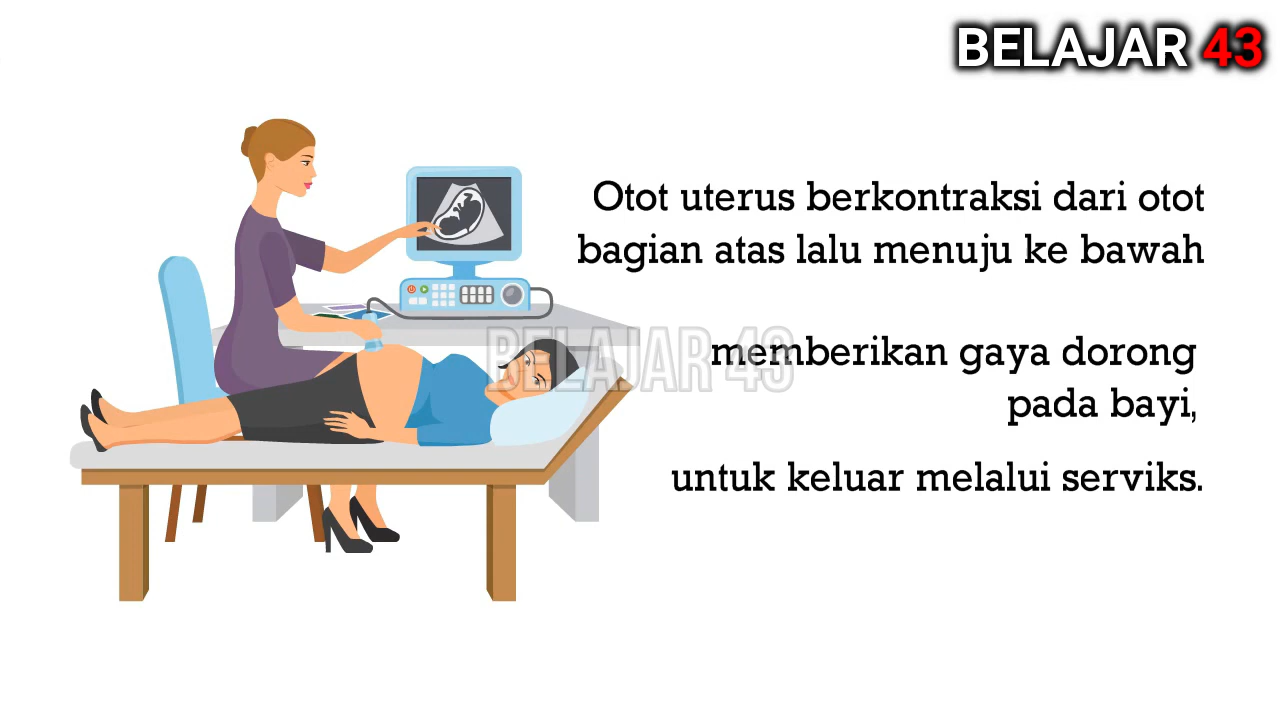 BELAJAR 43
Otot uterus berkontraksi dari otot
bagian atas lalu menuju ke bawah
BELAJAR 43
memberikan gaya dorong
pada bayi,
untuk keluar melalui serviks.